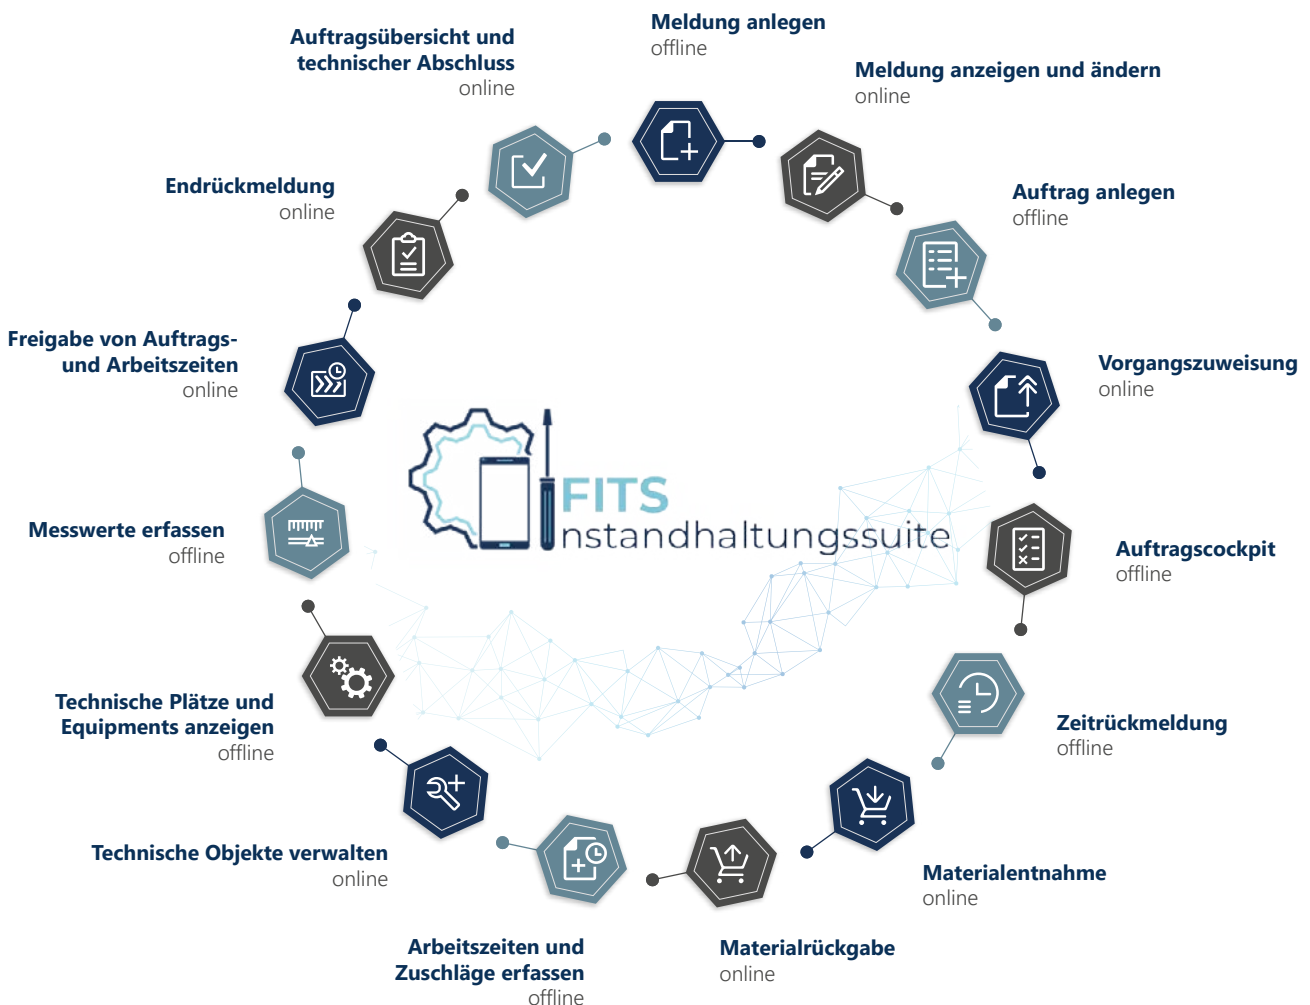 Meldung anlegen
offline
Meldung anzeigen und ändern
online
Auftrag anlegen
offline
Vorgangszuweisung
online
Auftragscockpit
offline
Zeitrückmeldung
offline
Materialentnahme
online
Materialrückgabe
online
Arbeitszeiten und
Zuschläge erfassen
offline
Technische Objekte verwalten
online
Technische Plätze und
Equipments anzeigen
offline
Messwerte erfassen
offline
Freigabe von Auftrags-
und Arbeitszeiten
online
Endrückmeldung
online
Auftragsübersicht und
technischer Abschluss
online
FITS
nstandhaltungssuite